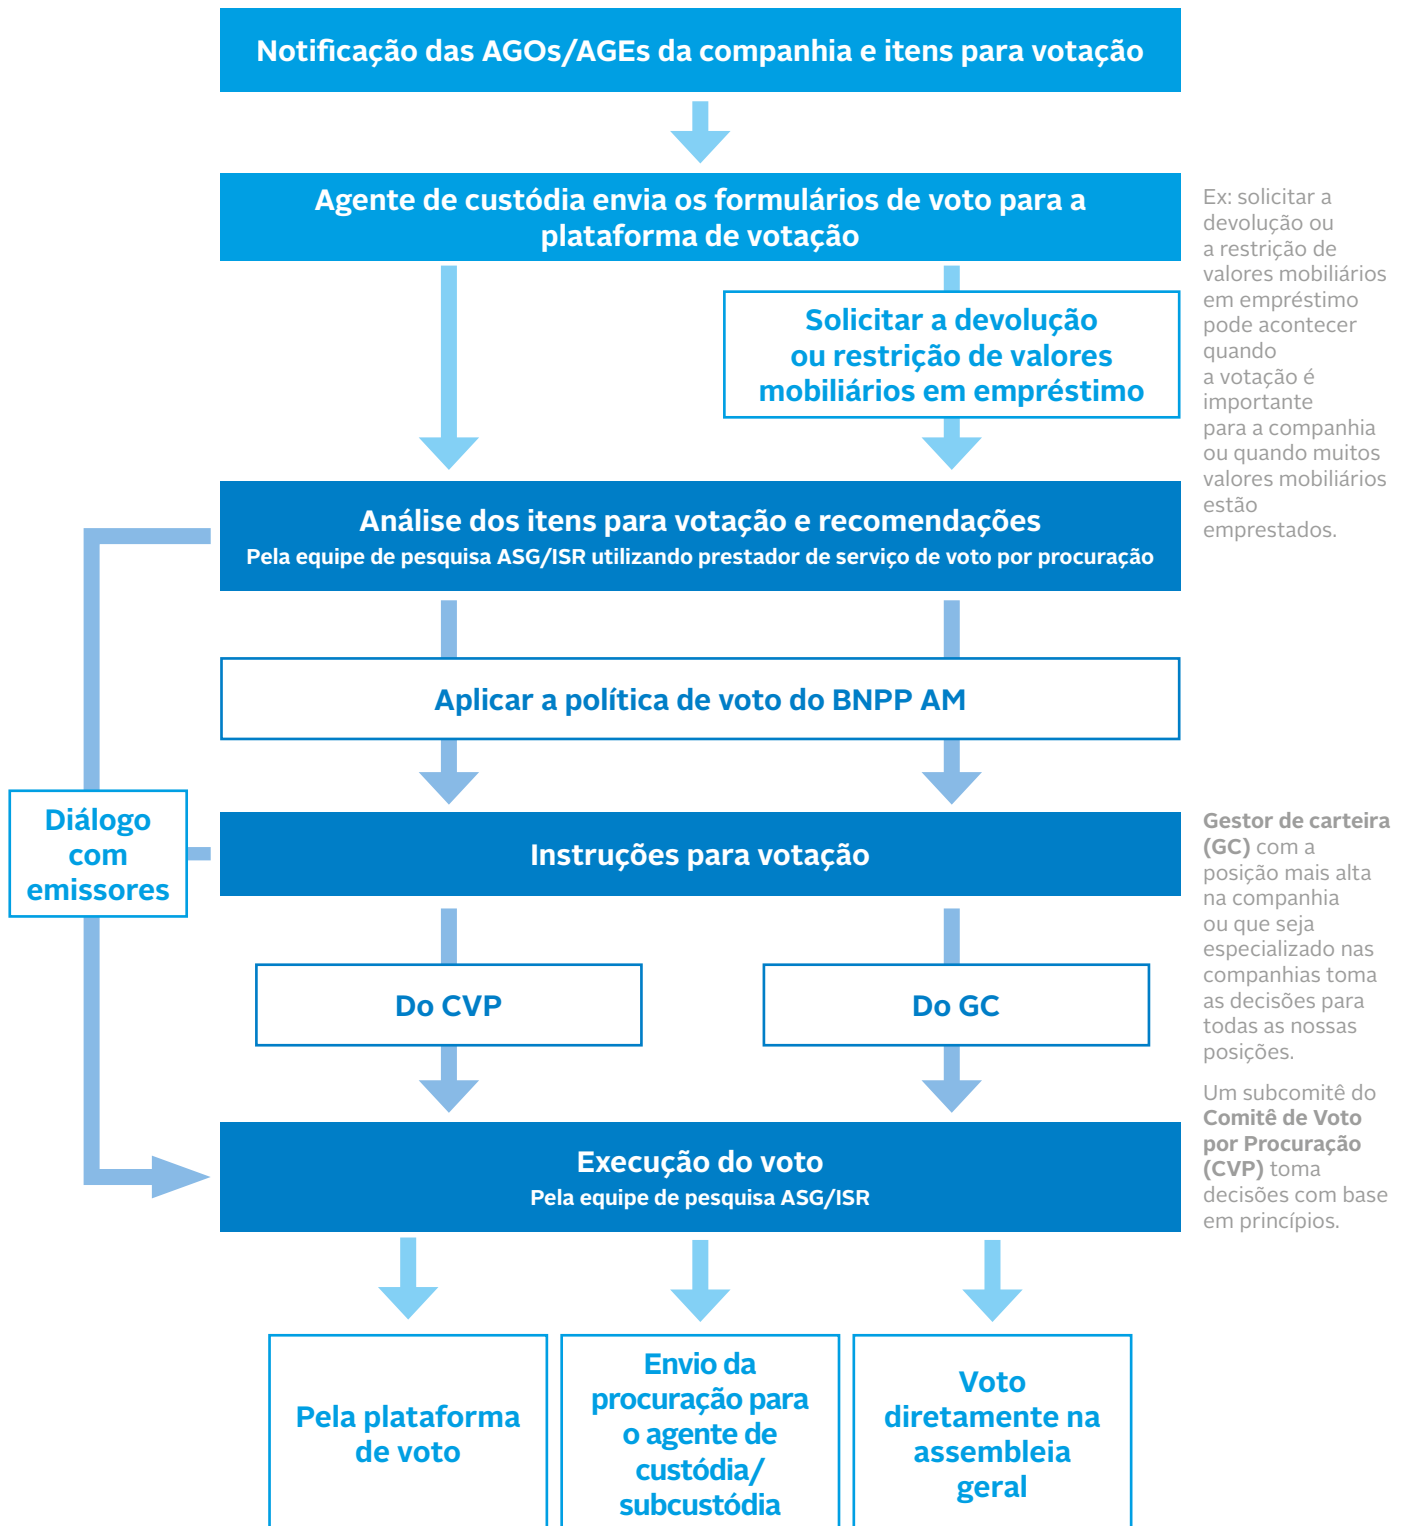 Notificação das AGOs/AGEs da companhia e itens para votação
Agente de custódia envia os formulários de voto para a
plataforma de votação
Ex: solicitar a
devolução ou
a restrição de
valores mobiliários
em empréstimo
pode acontecer
quando
a votação é
importante
para a companhia
ou quando muitos
valores mobiliários
estão
emprestados.
Solicitar a devolução
ou restrição de valores
mobiliários em empréstimo
Análise dos itens para votação e recomendações
Pela equipe de pesquisa ASG/ISR utilizando prestador de serviço de voto por procuração
Aplicar a política de voto do BNPP AM
Diálogo
com
emissores
Instruções para votação
Gestor de carteira
(GC) com a
posição mais alta
na companhia
ou que seja
especializado nas
companhias toma
as decisões para
todas as nossas
posições.
Do CVP
Do GC
Um subcomitê do
Comitê de Voto
por Procuração
(CVP) toma
decisões com base
em princípios.
Execução do voto
Pela equipe de pesquisa ASG/ISR
Pela plataforma
de voto
Envio da
procuração para
o agente de
custódia/
subcustódia
Voto
diretamente na
assembleia
geral